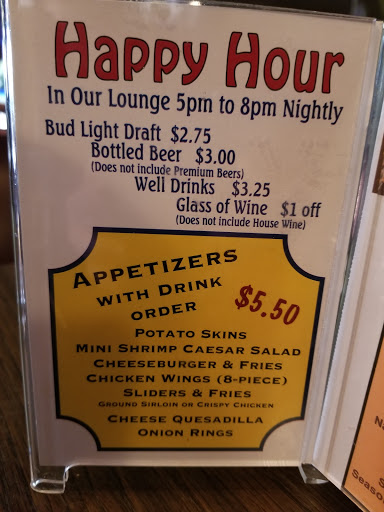 Happy Hour
In Our Lounge 5pm to 8pm Nightly
Bud Light Draft $2.75
Bottled Beer $3.00
(Does not include Premium Beers)
Well Drinks $3.25
Glass of Wine $1 off
(Does not include House Wine)
APPETIZERS
WITH DRINK
ORDER
$5.50
POTATO SKINS
MINI SHRIMP CAESAR SALAD
CHEESEBURGER & FRIES
CHICKEN WINGS (8-PIECE)
SLIDERS & FRIES
GROUND SIRLOIN OR CRISPY CHICKEN
CHEESE QUESADILLA
ONION RINGS